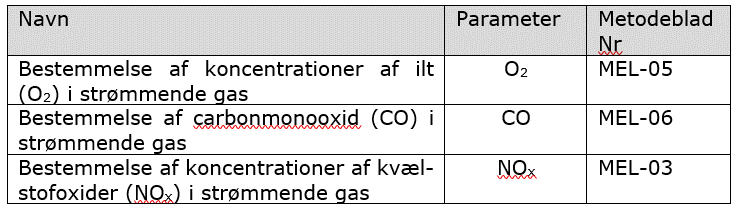 Navn Parameter Metodeblad
Nr
Bestemmelse af koncentrationer af ilt O₂ MEL-05
(O₂) i strømmende gas
Bestemmelse af carbonmonooxid (CO) i CO MEL-06
strømmende gas
Bestemmelse af koncentrationer af kvæl- NOₓ MEL-03
stofoxider (NOₓ) i strømmende gas